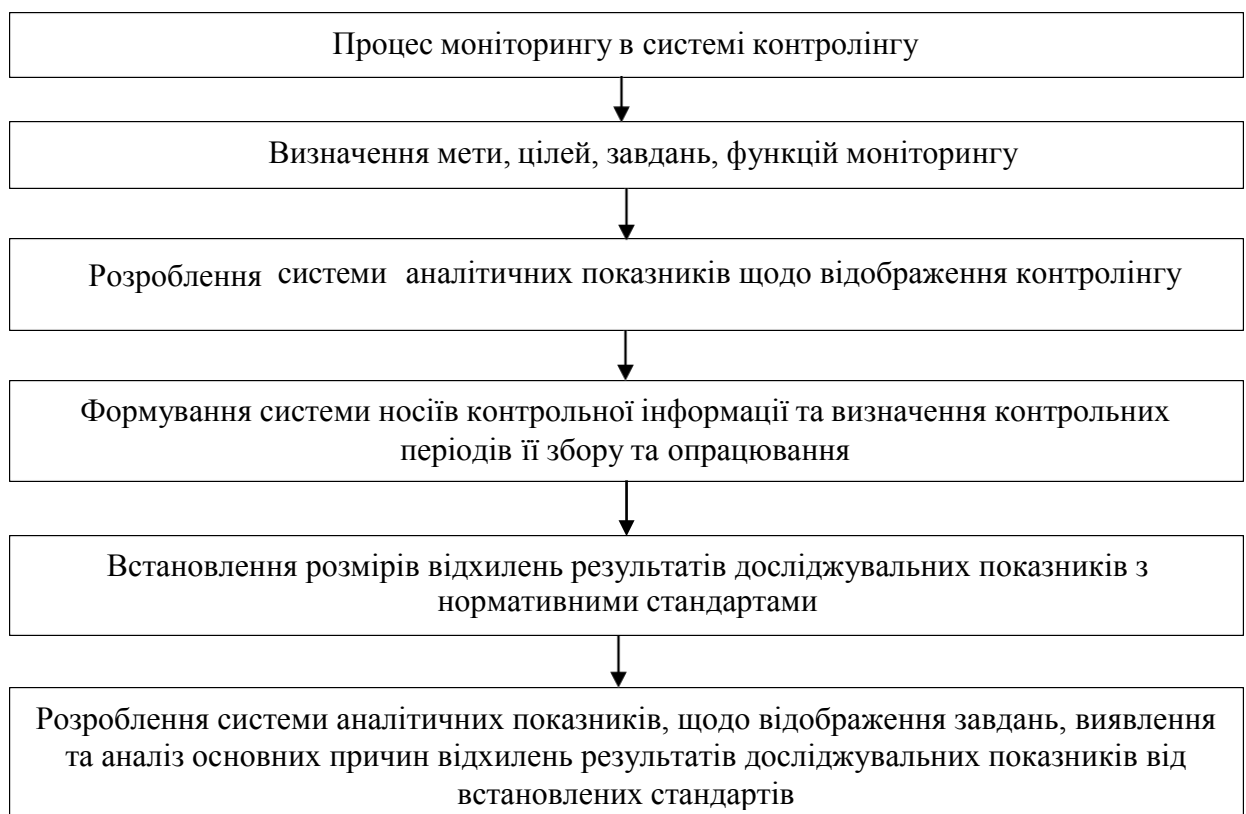 Процес моніторингу в системі контролінгу
Визначення мети, цілей, завдань, функцій моніторингу
Розроблення системи аналітичних показників щодо відображення контролінгу
Формування системи носіїв контрольної інформації та визначення контрольних
періодів її збору та опрацювання
Встановлення розмірів відхилень результатів досліджувальних показників з
нормативними стандартами
Розроблення системи аналітичних показників, щодо відображення завдань, виявлення
та аналіз основних причин відхилень результатів досліджувальних показників від
встановлених стандартів